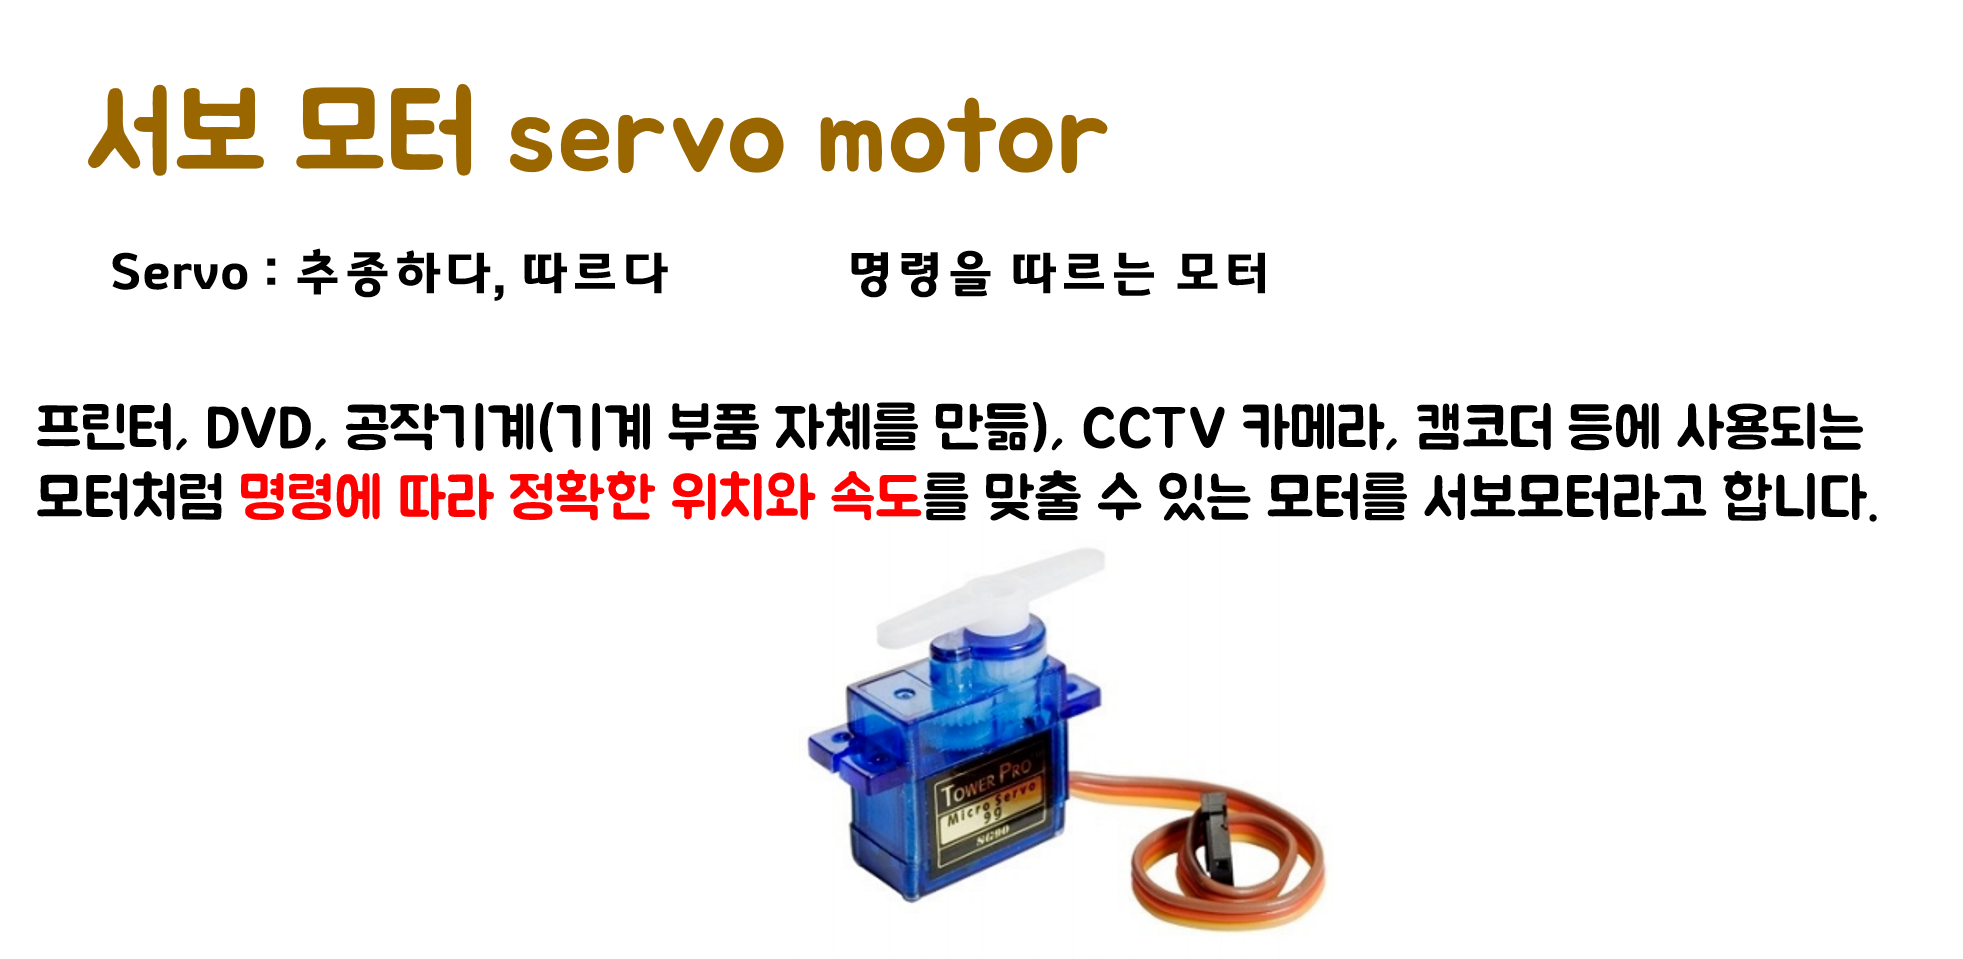 서보 모터 servo motor
Servo : 추종하다, 따르다 명령을 따르는 모터
프린터, DVD, 공작기계(기계 부품 자체를 만듦), CCTV 카메라, 캠코더 등에 사용되는
모터처럼 명령에 따라 정확한 위치와 속도를 맞출 수 있는 모터를 서보모터라고 합니다.
TOWER PRO
Micro Servo
9g
SG90